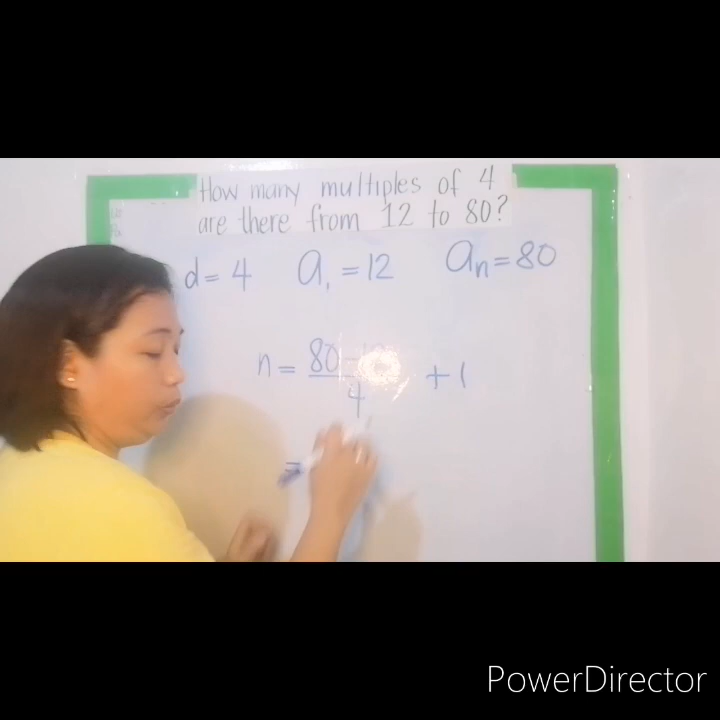 How many multiples of 4
are there from 12 to 80?
d = 4 a₁ = 12 aₙ = 80
n = 80 - + 1
4
=
PowerDirector